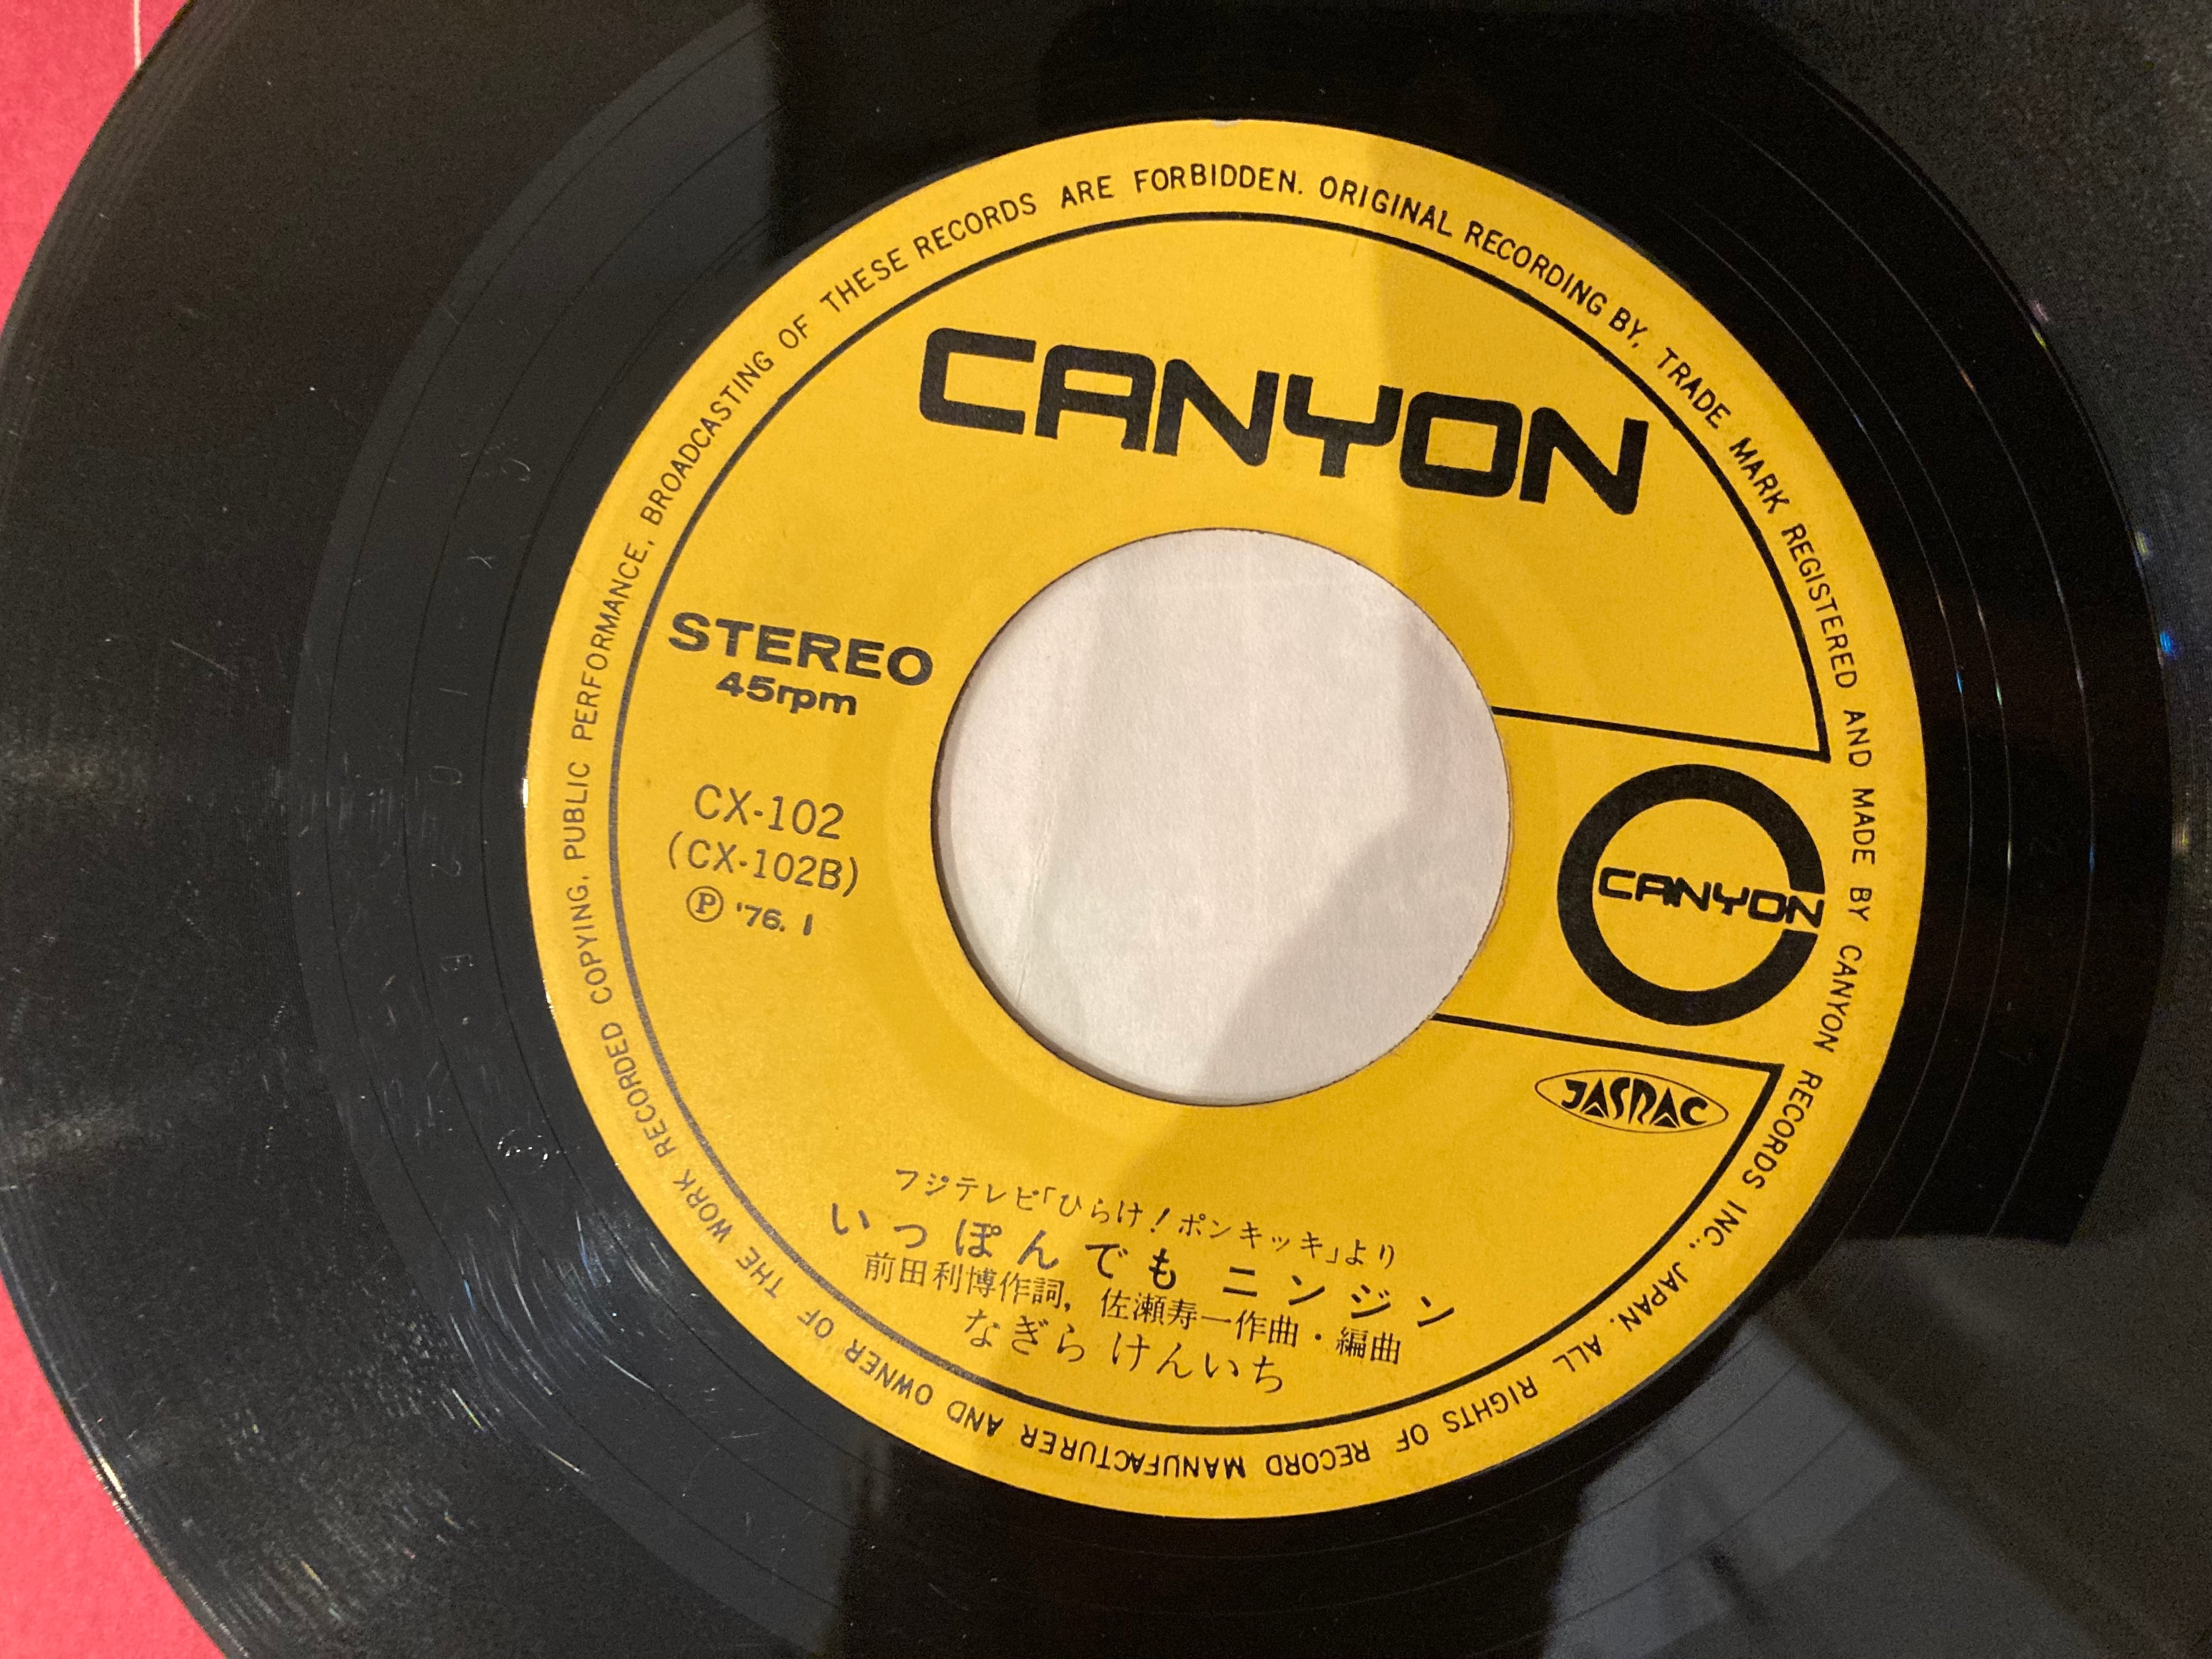 CANYON
STEREO
45rpm
CX-102
(CX-102B)
Ⓟ '76. 1
CANYON
JASRAC
フジテレビ「ひらけ!ポンキッキ」より
いっぽんでも ニンジン
前田利博作詞, 佐瀬寿一作曲・編曲
なぎら けんいち
ORIGINAL RECORDING BY, TRADE MARK REGISTERED AND MADE BY CANYON RECORDS INC., JAPAN. ALL RIGHTS OF RECORD MANUFACTURER AND OWNER OF THE WORK RECORDED COPYING, PUBLIC PERFORMANCE, BROADCASTING OF THESE RECORDS ARE FORBIDDEN.
CX-102B